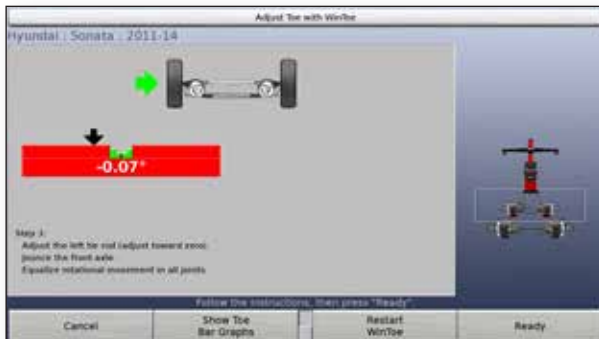 Adjust Toe with WinToe
Hyundai : Sonata : 2011-14
-0.07°
Step 3:
Adjust the left tie rod (adjust toward zero)
Jounce the front axle
Equalize rotational movement in all joints
Follow the instructions, then press "Ready"
Cancel
Show Toe
Bar Graphs
Restart
WinToe
Ready